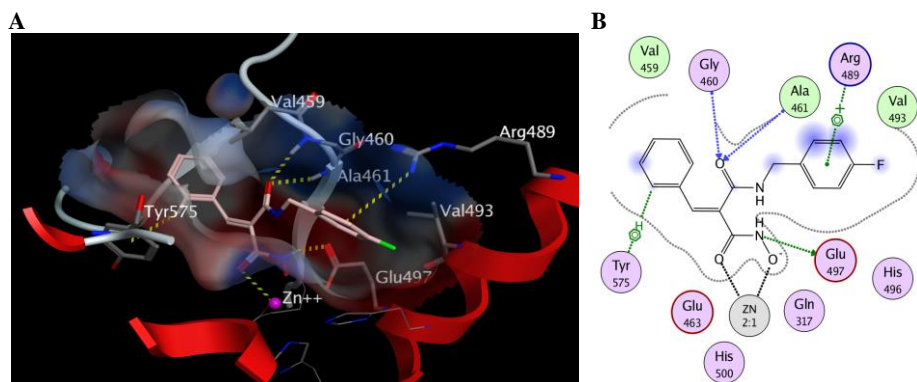 A
Val459
Gly460
Ala461
Arg489
Tyr575
Val493
Glu497
Zn++
B
Val
459
Gly
460
Ala
461
Arg
489
Val
493
O
N
H
F
H
N
O
O-
H
Tyr
575
Glu
497
His
496
Glu
463
ZN
2:1
Gln
317
His
500